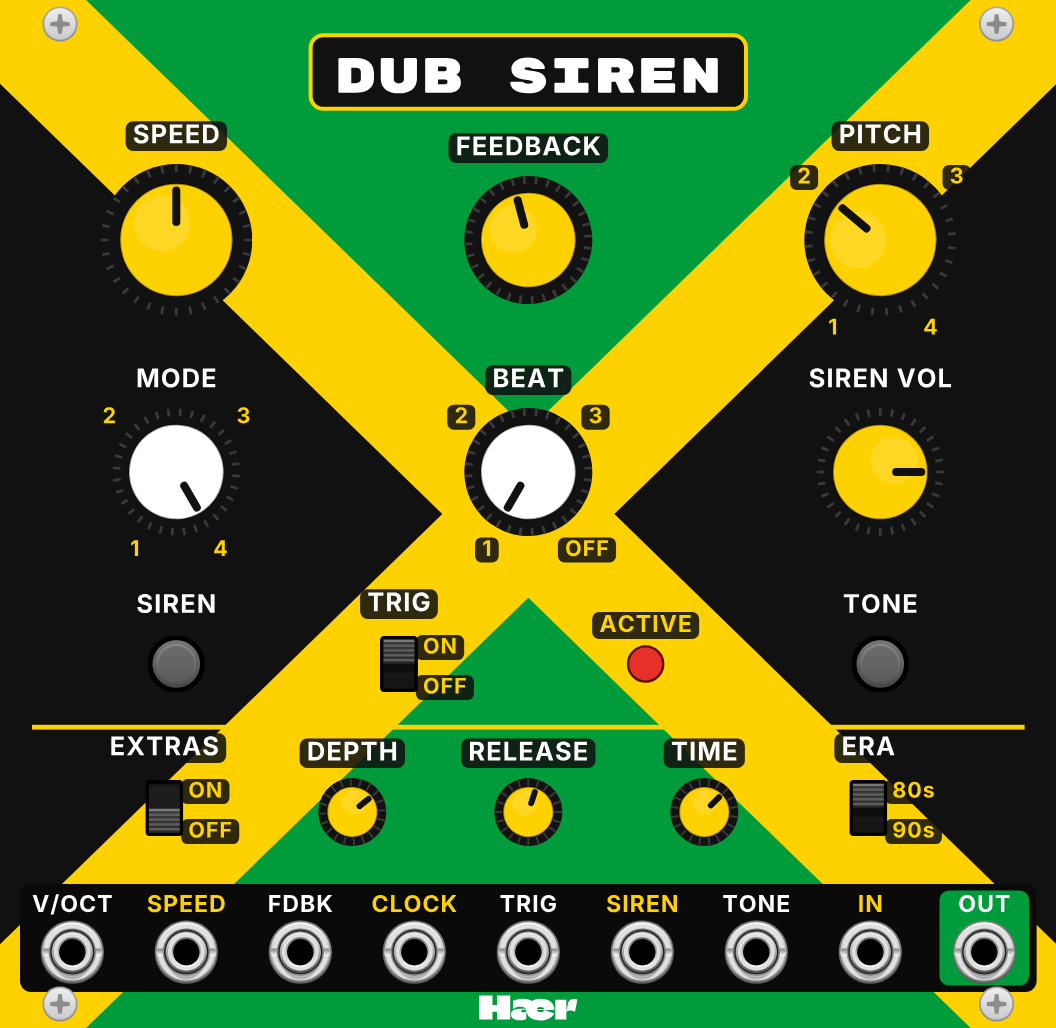 DUB SIREN
SPEED
FEEDBACK
PITCH
2 3
1 4
MODE
BEAT
SIREN VOL
2 3
1 4
2 3
1 OFF
SIREN
TRIG
ON
OFF
ACTIVE
TONE
EXTRAS
ON
OFF
DEPTH
RELEASE
TIME
ERA
80s
90s
V/OCT SPEED FDBK CLOCK TRIG SIREN TONE IN OUT
Hær